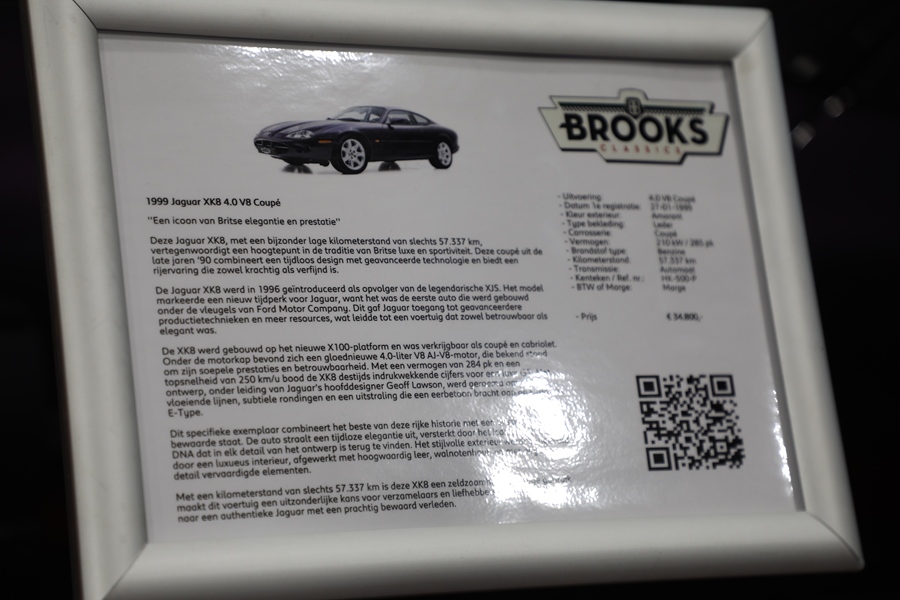 BROOKS
CLASSICS
1999 Jaguar XK8 4.0 V8 Coupé
"Een icoon van Britse elegantie en prestatie"
Deze Jaguar XK8, met een bijzonder lage kilometerstand van slechts 57.337 km,
vertegenwoordigt een hoogtepunt in de traditie van Britse luxe en sportiviteit. Deze coupé uit de
late jaren '90 combineert een tijdloos design met geavanceerde technologie en biedt een
rijervaring die zowel krachtig als verfijnd is.
De Jaguar XK8 werd in 1996 geïntroduceerd als opvolger van de legendarische XJS. Het model
markeerde een nieuw tijdperk voor Jaguar, want het was de eerste auto die werd gebouwd
onder de vleugels van Ford Motor Company. Dit gaf Jaguar toegang tot geavanceerdere
productietechnieken en meer resources, wat leidde tot een voertuig dat zowel betrouwbaar als
elegant was.
De XK8 werd gebouwd op het nieuwe X100-platform en was verkrijgbaar als coupé en cabriolet.
Onder de motorkap bevond zich een gloednieuwe 4.0-liter V8 AJ-V8-motor, die bekend stond
om zijn soepele prestaties en betrouwbaarheid. Met een vermogen van 284 pk en een
topsnelheid van 250 km/u bood de XK8 destijds indrukwekkende cijfers voor een
ontwerp, onder leiding van Jaguar's hoofddesigner Geoff Lawson, werd
vloeiende lijnen, subtiele rondingen en een uitstraling die een eerbetoon bracht
E-Type.
Dit specifieke exemplaar combineert het beste van deze rijke historie met een
bewaarde staat. De auto straalt een tijdloze elegantie uit, versterkt door het
DNA dat in elk detail van het ontwerp is terug te vinden. Het stijlvolle exterieur
door een luxueus interieur, afgewerkt met hoogwaardig leer, walnotenhout
detail vervaardigde elementen.
Met een kilometerstand van slechts 57.337 km is deze XK8 een zeldzaam
maakt dit voertuig een uitzonderlijke kans voor verzamelaars en liefhebbers
naar een authentieke Jaguar met een prachtig bewaard verleden.
- Uitvoering: 4.0 V8 Coupé
- Datum 1e registratie: 27-01-1999
- Kleur exterieur: Amarant
- Type bekleding: Leder
- Carrosserie: Coupé
- Vermogen: 210 kW / 285 pk
- Brandstof type: Benzine
- Kilometerstand: 57.337 km
- Transmissie: Automaat
- Kenteken / Ref. nr.: HX-500-P
- BTW of Marge: Marge
- Prijs € 34.800,-